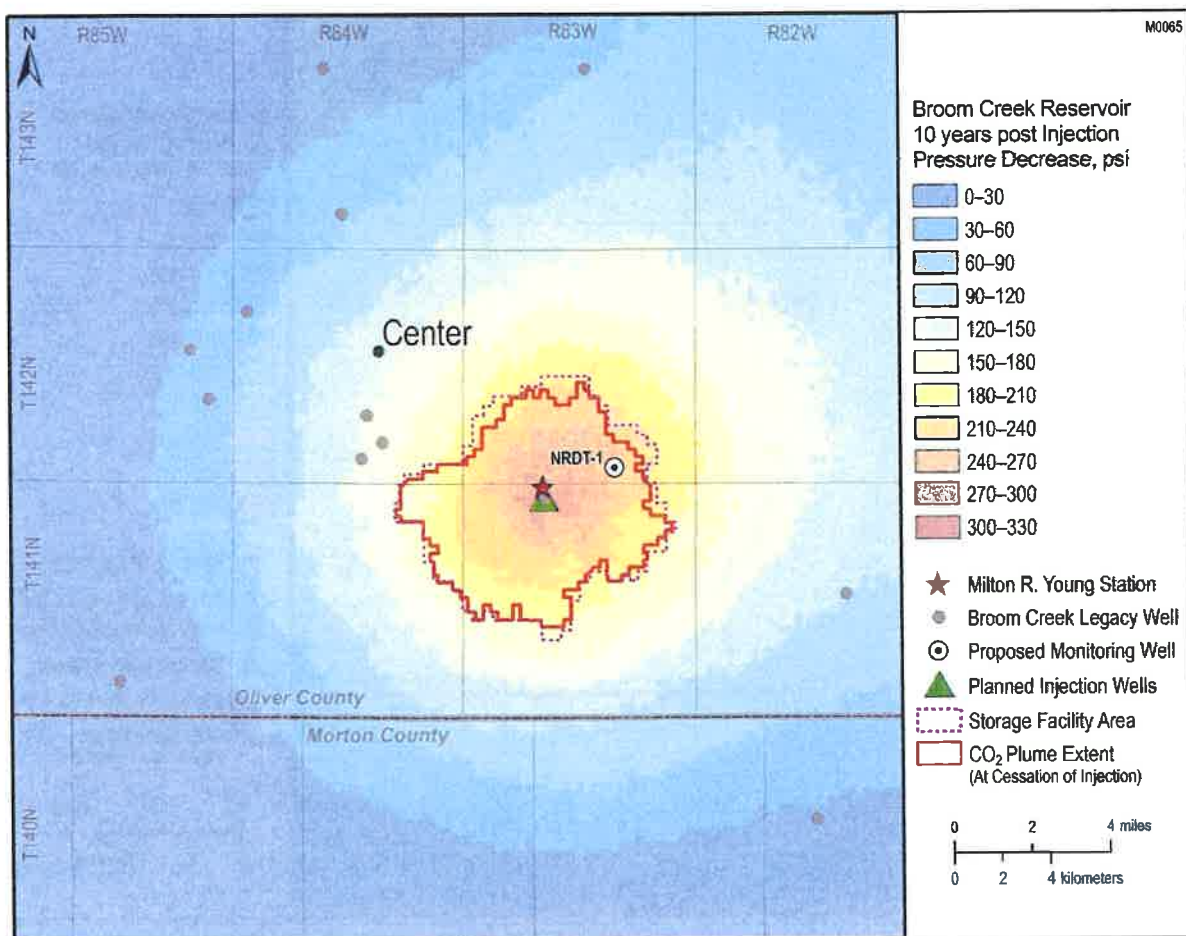 M0065
N
R85W
R84W
R83W
R82W
T143N
T142N
T141N
T140N
Center
NRDT-1
Oliver County
Morton County
Broom Creek Reservoir
10 years post Injection
Pressure Decrease, psi
0–30
30–60
60–90
90–120
120–150
150–180
180–210
210–240
240–270
270–300
300–330
Milton R. Young Station
Broom Creek Legacy Well
Proposed Monitoring Well
Planned Injection Wells
Storage Facility Area
CO₂ Plume Extent
(At Cessation of Injection)
0 2 4 miles
0 2 4 kilometers